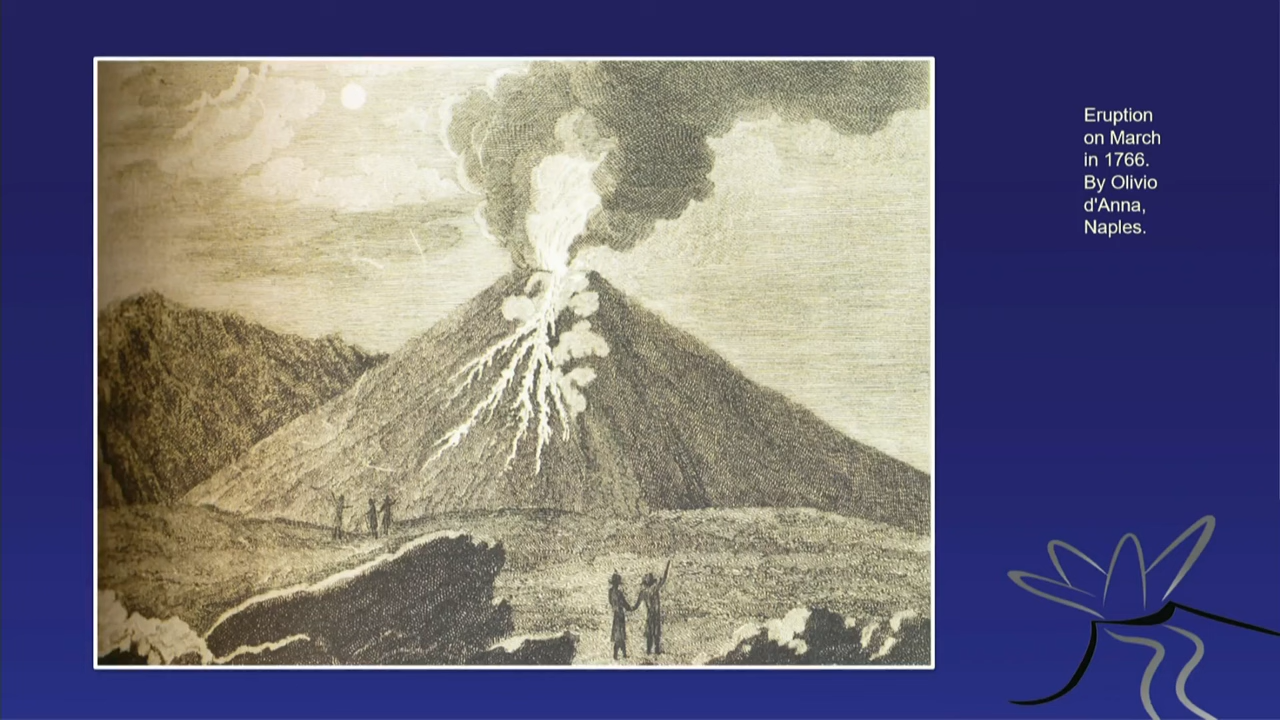 Eruption
on March
in 1766.
By Olivio
d'Anna,
Naples.